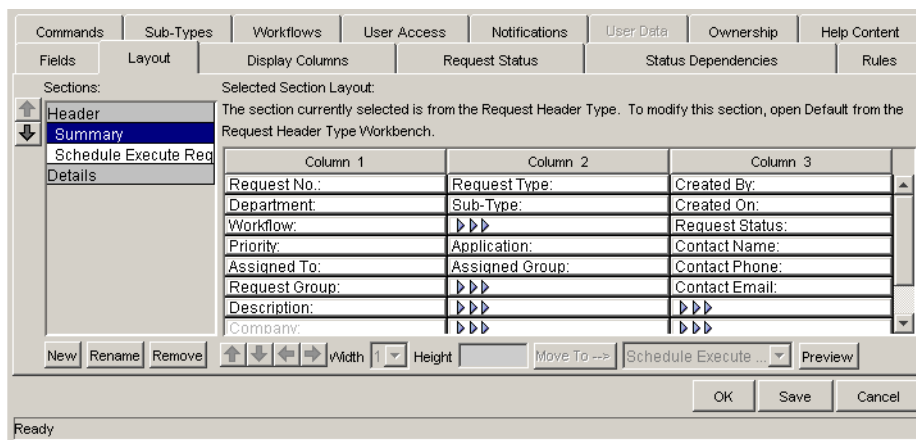 Commands Sub-Types Workflows User Access Notifications User Data Ownership Help Content
Fields Layout Display Columns Request Status Status Dependencies Rules
Sections: Selected Section Layout:
The section currently selected is from the Request Header Type. To modify this section, open Default from the
Request Header Type Workbench.
Header
Summary
Schedule Execute Req
Details
Column 1 Column 2 Column 3
Request No.: Request Type: Created By:
Department: Sub-Type: Created On:
Workflow: Request Status:
Priority: Application: Contact Name:
Assigned To: Assigned Group: Contact Phone:
Request Group: Contact Email:
Description:
Company:
New Rename Remove Width 1 Height Move To --> Schedule Execute ... Preview
OK Save Cancel
Ready